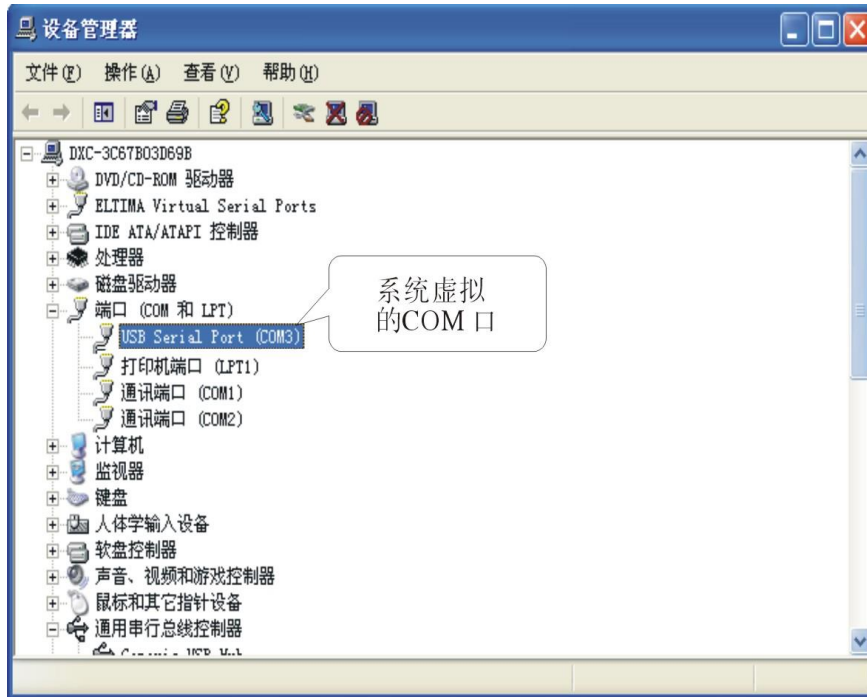 设备管理器
文件(F) 操作(A) 查看(V) 帮助(H)
DXC-3C67B03D69B
DVD/CD-ROM 驱动器
ELTIMA Virtual Serial Ports
IDE ATA/ATAPI 控制器
处理器
磁盘驱动器
端口 (COM 和 LPT)
USB Serial Port (COM3)
系统虚拟
的COM 口
打印机端口 (LPT1)
通讯端口 (COM1)
通讯端口 (COM2)
计算机
监视器
键盘
人体学输入设备
软盘控制器
声音、视频和游戏控制器
鼠标和其它指针设备
通用串行总线控制器
Generic USB Hub